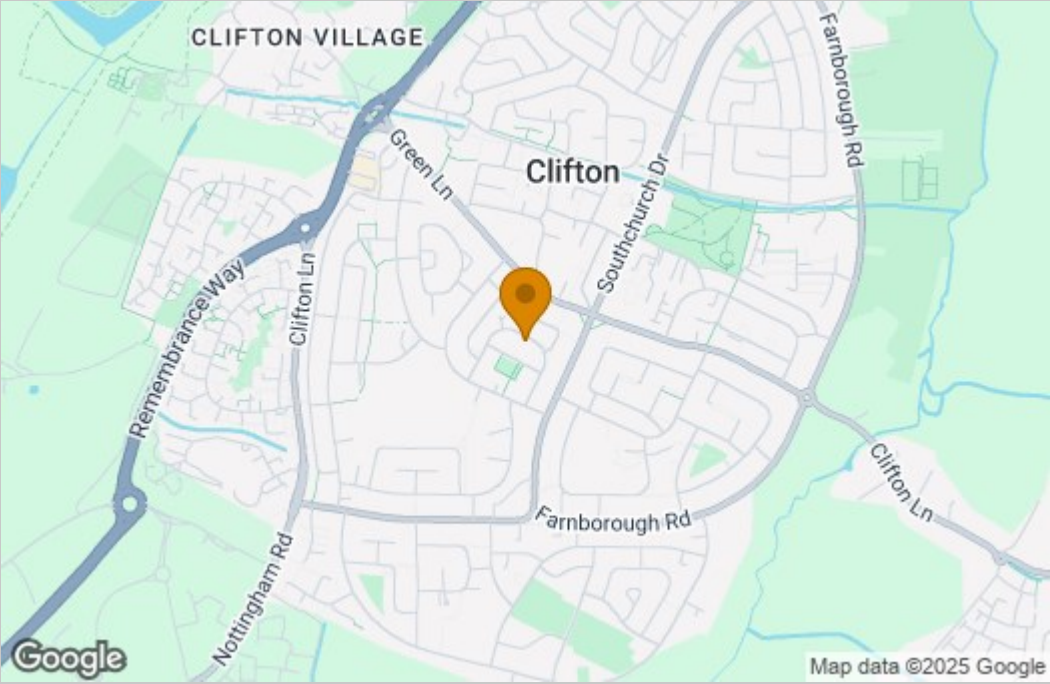 CLIFTON VILLAGE
Farnborough Rd
Green Ln
Clifton
Southchurch Dr
Clifton Ln
Remembrance Way
Clifton Ln
Farnborough Rd
Nottingham Rd
Google
Map data ©2025 Google